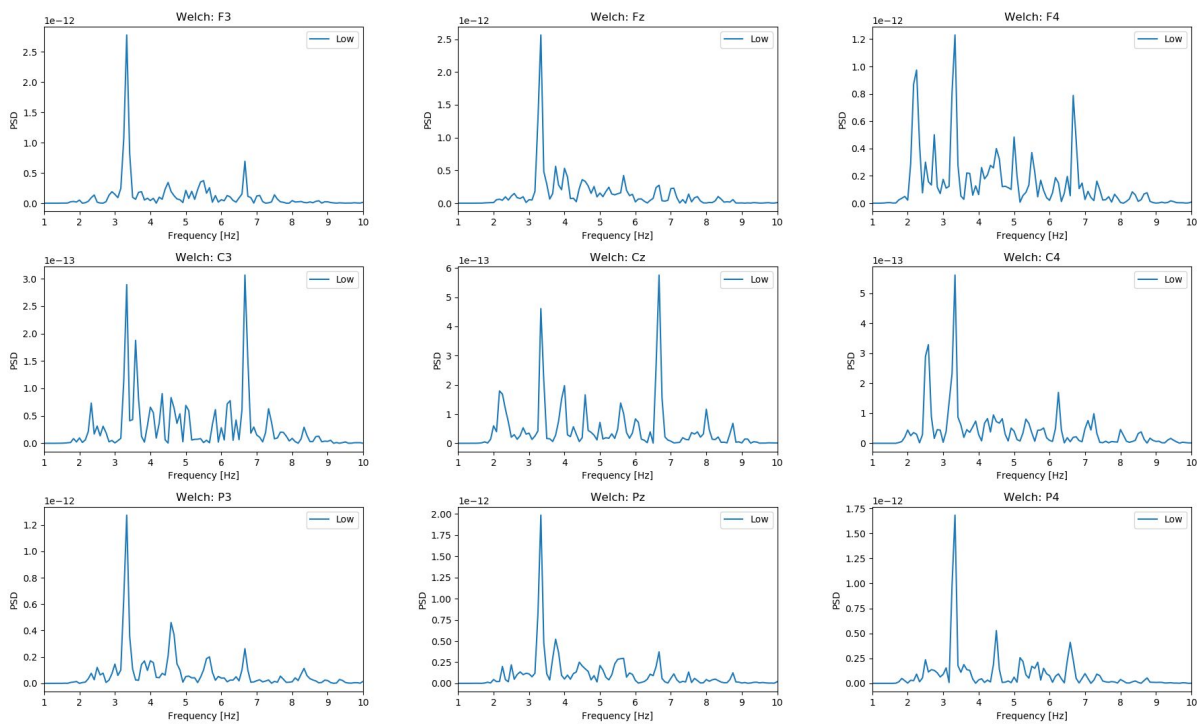 Welch: F3
1e−12
Low
PSD
2.5
2.0
1.5
1.0
0.5
0.0
1 2 3 4 5 6 7 8 9 10
Frequency [Hz]
Welch: Fz
1e−12
Low
PSD
2.5
2.0
1.5
1.0
0.5
0.0
1 2 3 4 5 6 7 8 9 10
Frequency [Hz]
Welch: F4
1e−12
Low
PSD
1.2
1.0
0.8
0.6
0.4
0.2
0.0
1 2 3 4 5 6 7 8 9 10
Frequency [Hz]
Welch: C3
1e−13
Low
PSD
3.0
2.5
2.0
1.5
1.0
0.5
0.0
1 2 3 4 5 6 7 8 9 10
Frequency [Hz]
Welch: Cz
1e−13
Low
PSD
6
5
4
3
2
1
0
1 2 3 4 5 6 7 8 9 10
Frequency [Hz]
Welch: C4
1e−13
Low
PSD
5
4
3
2
1
0
1 2 3 4 5 6 7 8 9 10
Frequency [Hz]
Welch: P3
1e−12
Low
PSD
1.2
1.0
0.8
0.6
0.4
0.2
0.0
1 2 3 4 5 6 7 8 9 10
Frequency [Hz]
Welch: Pz
1e−12
Low
PSD
2.00
1.75
1.50
1.25
1.00
0.75
0.50
0.25
0.00
1 2 3 4 5 6 7 8 9 10
Frequency [Hz]
Welch: P4
1e−12
Low
PSD
1.75
1.50
1.25
1.00
0.75
0.50
0.25
0.00
1 2 3 4 5 6 7 8 9 10
Frequency [Hz]